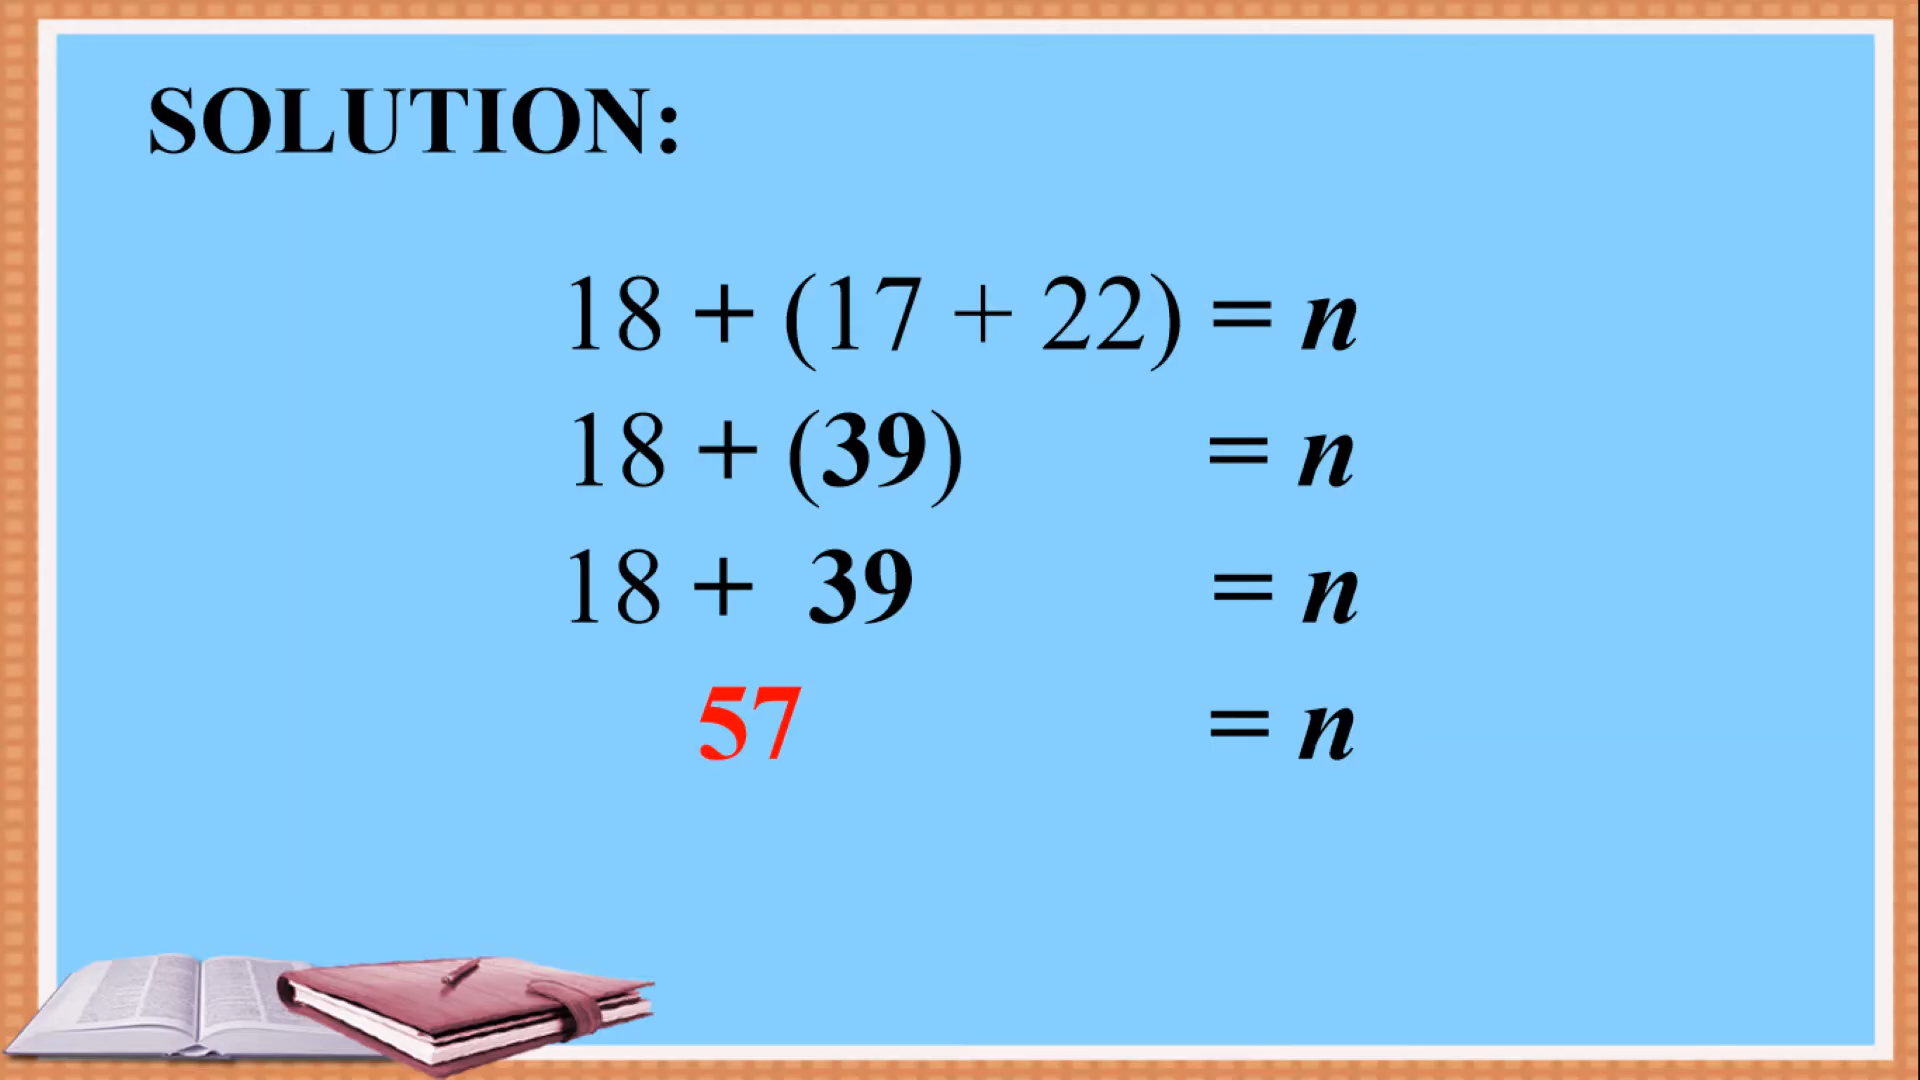 SOLUTION:
18 + (17 + 22) = n
18 + (39) = n
18 + 39 = n
57 = n